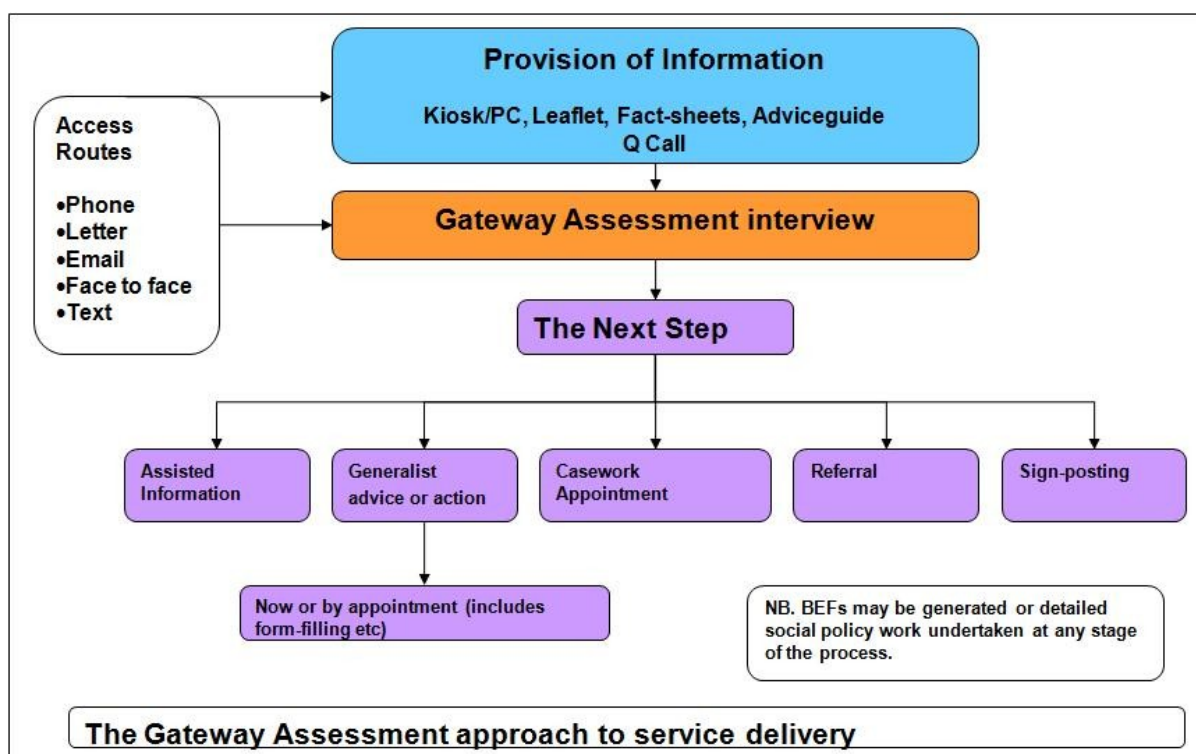 Provision of Information
Kiosk/PC, Leaflet, Fact-sheets, Adviceguide
Q Call
Access
Routes
•Phone
•Letter
•Email
•Face to face
•Text
Gateway Assessment interview
The Next Step
Assisted
Information
Generalist
advice or action
Casework
Appointment
Referral
Sign-posting
Now or by appointment (includes
form-filling etc)
NB. BEFs may be generated or detailed
social policy work undertaken at any stage
of the process.
The Gateway Assessment approach to service delivery